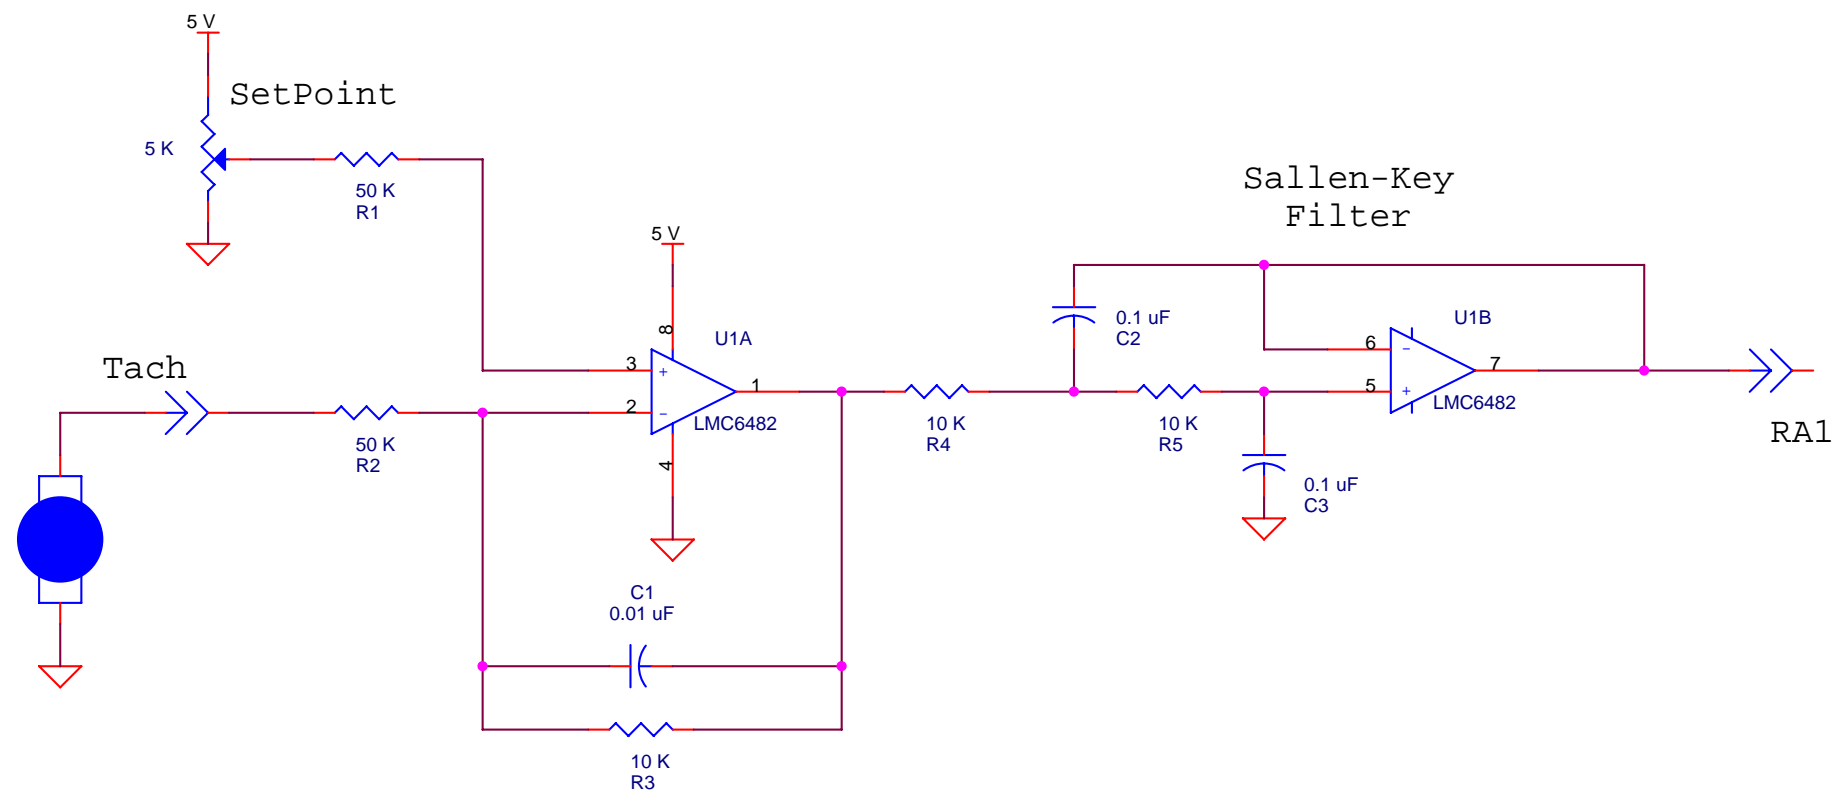 5 V
SetPoint
5 K
50 K
R1
5 V
8
U1A
3
+
1
2
−
LMC6482
4
Tach
50 K
R2
C1
0.01 uF
10 K
R3
Sallen-Key
Filter
0.1 uF
C2
U1B
6
−
7
5
+
LMC6482
10 K
R4
10 K
R5
0.1 uF
C3
RA1